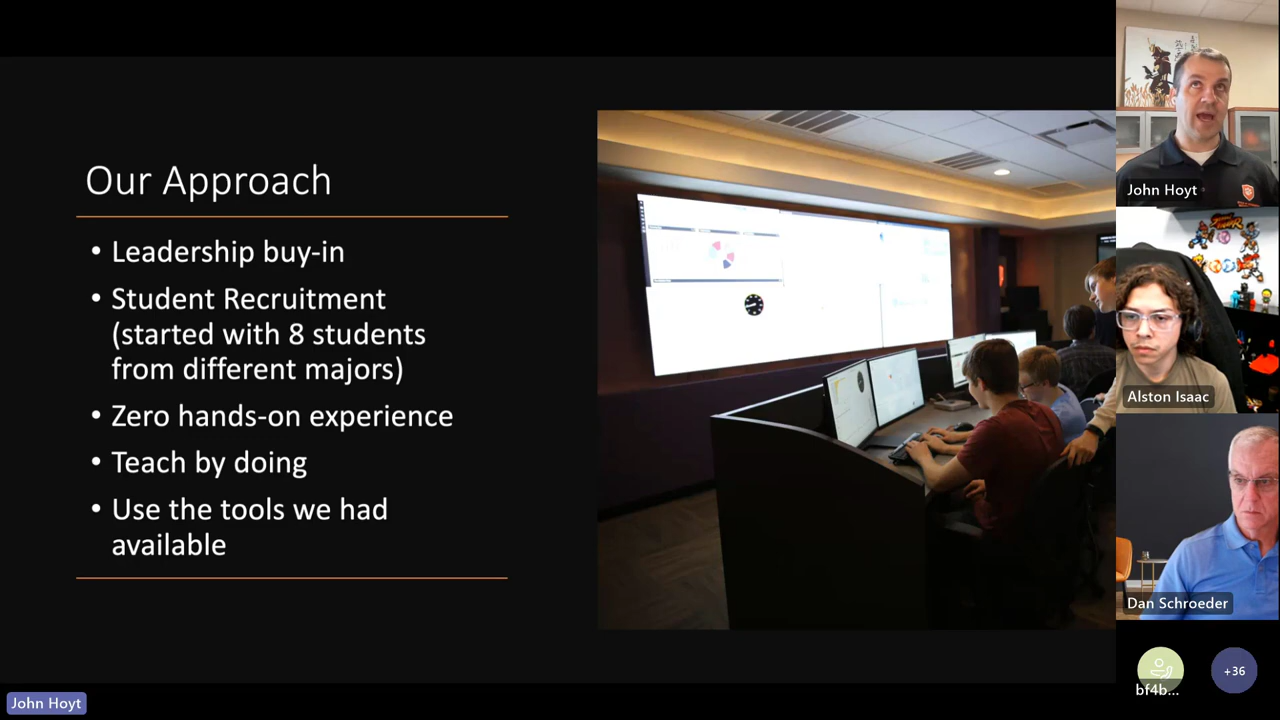 Our Approach
• Leadership buy-in
• Student Recruitment
(started with 8 students
from different majors)
• Zero hands-on experience
• Teach by doing
• Use the tools we had
available
John Hoyt
Alston Isaac
Dan Schroeder
bf4b...
+36
John Hoyt